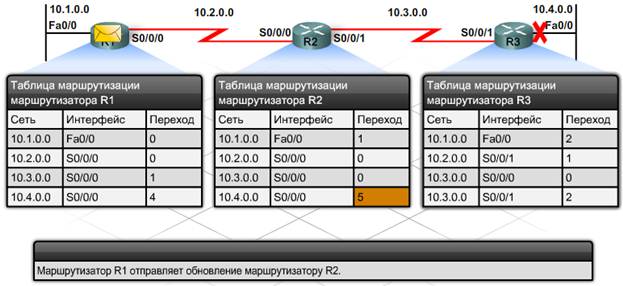 10.1.0.0 10.2.0.0 10.3.0.0 10.4.0.0
Fa0/0 S0/0/0 S0/0/0 R2 S0/0/1 S0/0/1 R3 Fa0/0
R1
Таблица маршрутизации маршрутизатора R1
Сеть Интерфейс Переход
10.1.0.0 Fa0/0 0
10.2.0.0 S0/0/0 0
10.3.0.0 S0/0/0 1
10.4.0.0 S0/0/0 4
Таблица маршрутизации маршрутизатора R2
Сеть Интерфейс Переход
10.1.0.0 Fa0/0 1
10.2.0.0 S0/0/0 0
10.3.0.0 S0/0/0 0
10.4.0.0 S0/0/0 5
Таблица маршрутизации маршрутизатора R3
Сеть Интерфейс Переход
10.1.0.0 Fa0/0 2
10.2.0.0 S0/0/1 1
10.3.0.0 S0/0/0 0
10.3.0.0 S0/0/1 2
Маршрутизатор R1 отправляет обновление маршрутизатору R2.